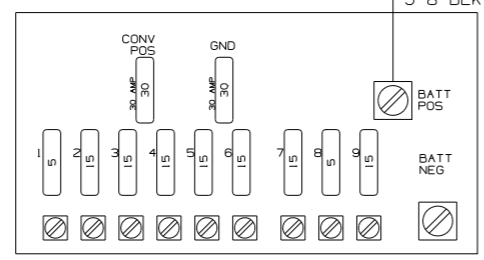 CONV
POS
GND
30 AMP
30
30 AMP
30
BATT
POS
1 5
2 15
3 15
4 15
5 15
6 15
7 15
8 5
9 15
BATT
NEG